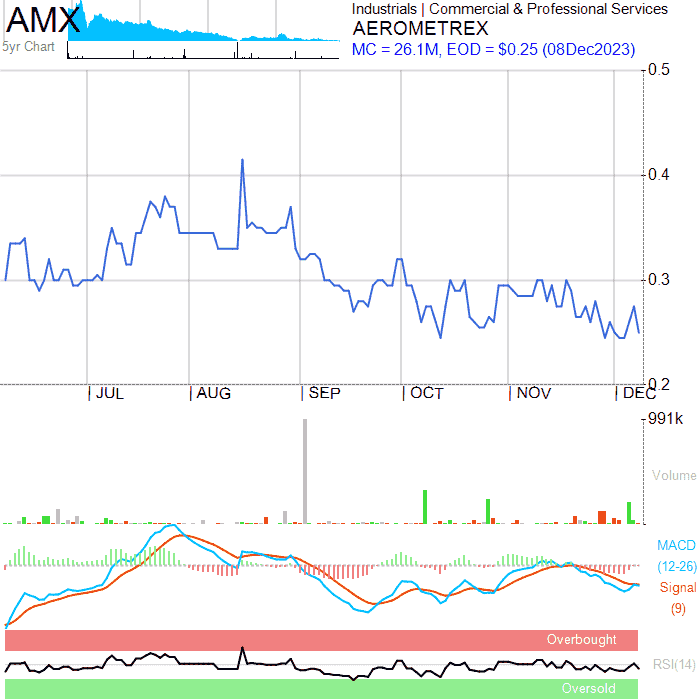 AMX
5yr Chart
Industrials | Commercial & Professional Services
AEROMETREX
MC = 26.1M, EOD = $0.25 (08Dec2023)
0.5
0.4
0.3
0.2
JUL
AUG
SEP
OCT
NOV
DEC
991k
Volume
MACD
(12-26)
Signal
(9)
Overbought
RSI(14)
Oversold